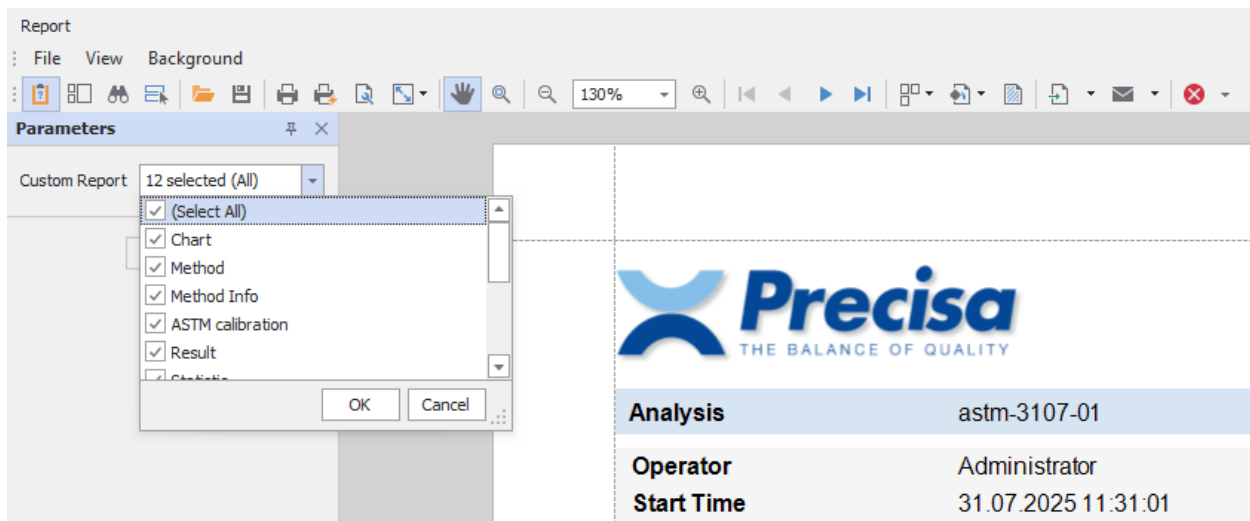 Report
File View Background
130%
Parameters
Custom Report 12 selected (All)
(Select All)
Chart
Method
Method Info
ASTM calibration
Result
Statistic
OK Cancel
Precisa
THE BALANCE OF QUALITY
Analysis astm-3107-01
Operator Administrator
Start Time 31.07.2025 11:31:01